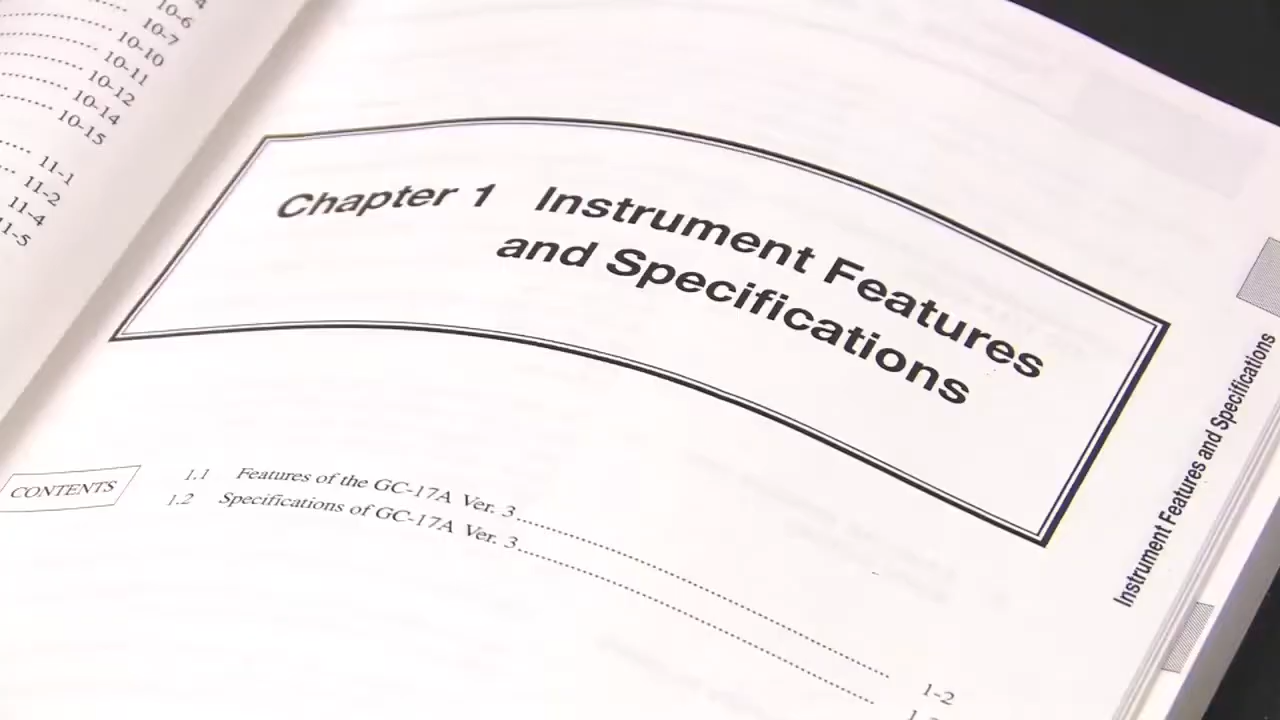 10-6
10-7
10-10
10-11
10-12
10-14
10-15
11-1
11-2
11-4
11-5
Chapter 1 Instrument Features
and Specifications
CONTENTS
1.1 Features of the GC-17A Ver. 3 1-2
1.2 Specifications of GC-17A Ver. 3
Instrument Features and Specifications